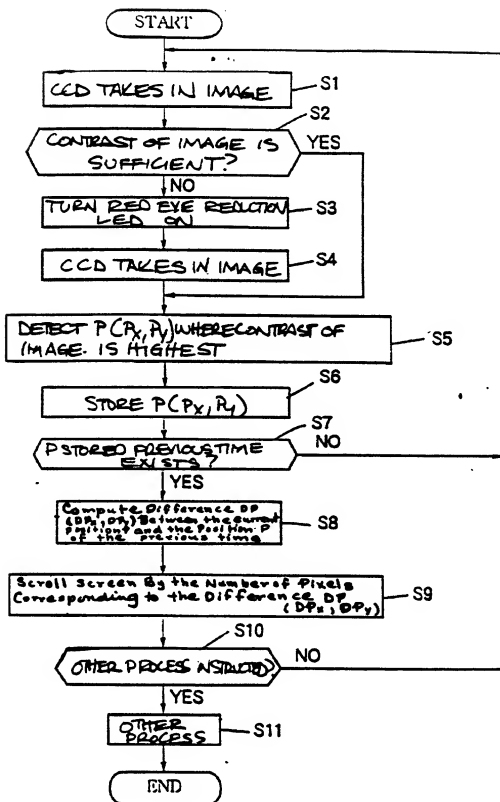 START
S1
CCD TAKES IN IMAGE
S2
CONTRAST OF IMAGE IS
SUFFICIENT?
YES
NO
TURN RED EYE REDUCTION
LED ON
S3
CCD TAKES IN IMAGE
S4
DETECT P(Px, Py) WHERE CONTRAST OF
IMAGE. IS HIGHEST
S5
S6
STORE P(Px, Py)
S7
P STORED PREVIOUS TIME
EXISTS?
NO
YES
Compute Difference DP
(DPx, DPy) Between the current
Position and the Position P
of the previous time
S8
Scroll Screen By the Number of Pixels
Corresponding to the Difference DP
(DPx, DPy)
S9
S10
OTHER PROCESS INSTRUCTED?
NO
YES
OTHER
PROCESS
S11
END